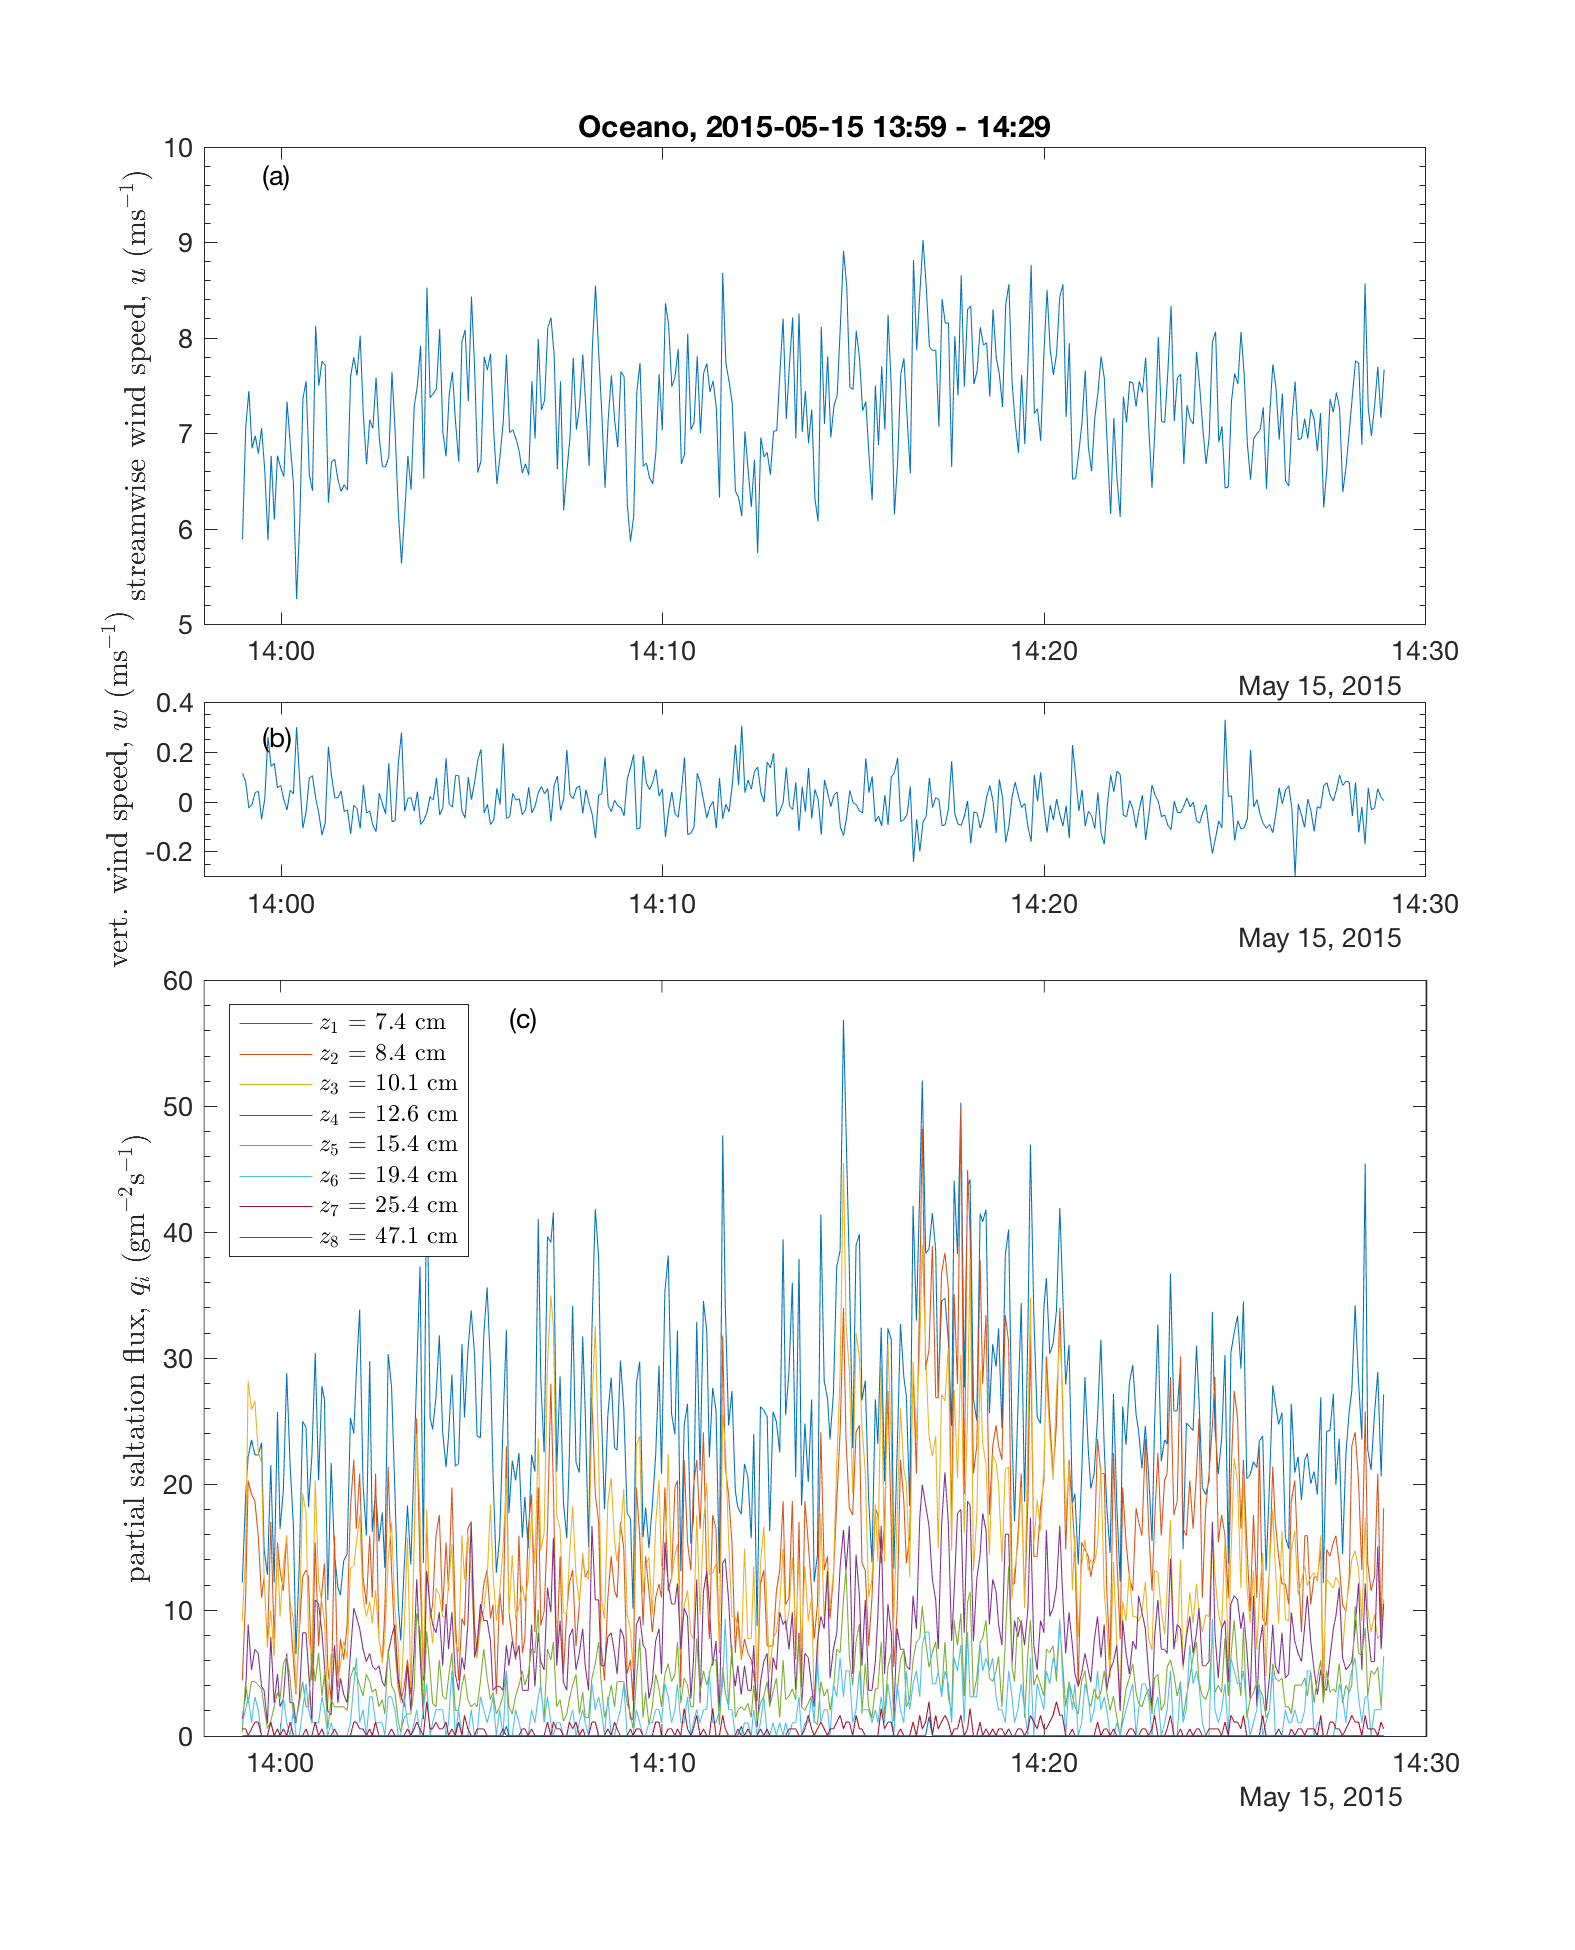 Oceano, 2015-05-15 13:59 - 14:29
(a)
streamwise wind speed, u (ms⁻¹)
10
9
8
7
6
5
14:00 14:10 14:20 14:30
May 15, 2015
(b)
vert. wind speed, w (ms⁻¹)
0.4
0.2
0
-0.2
14:00 14:10 14:20 14:30
May 15, 2015
(c)
partial saltation flux, qᵢ (gm⁻²s⁻¹)
60
50
40
30
20
10
0
z₁ = 7.4 cm
z₂ = 8.4 cm
z₃ = 10.1 cm
z₄ = 12.6 cm
z₅ = 15.4 cm
z₆ = 19.4 cm
z₇ = 25.4 cm
z₈ = 47.1 cm
14:00 14:10 14:20 14:30
May 15, 2015